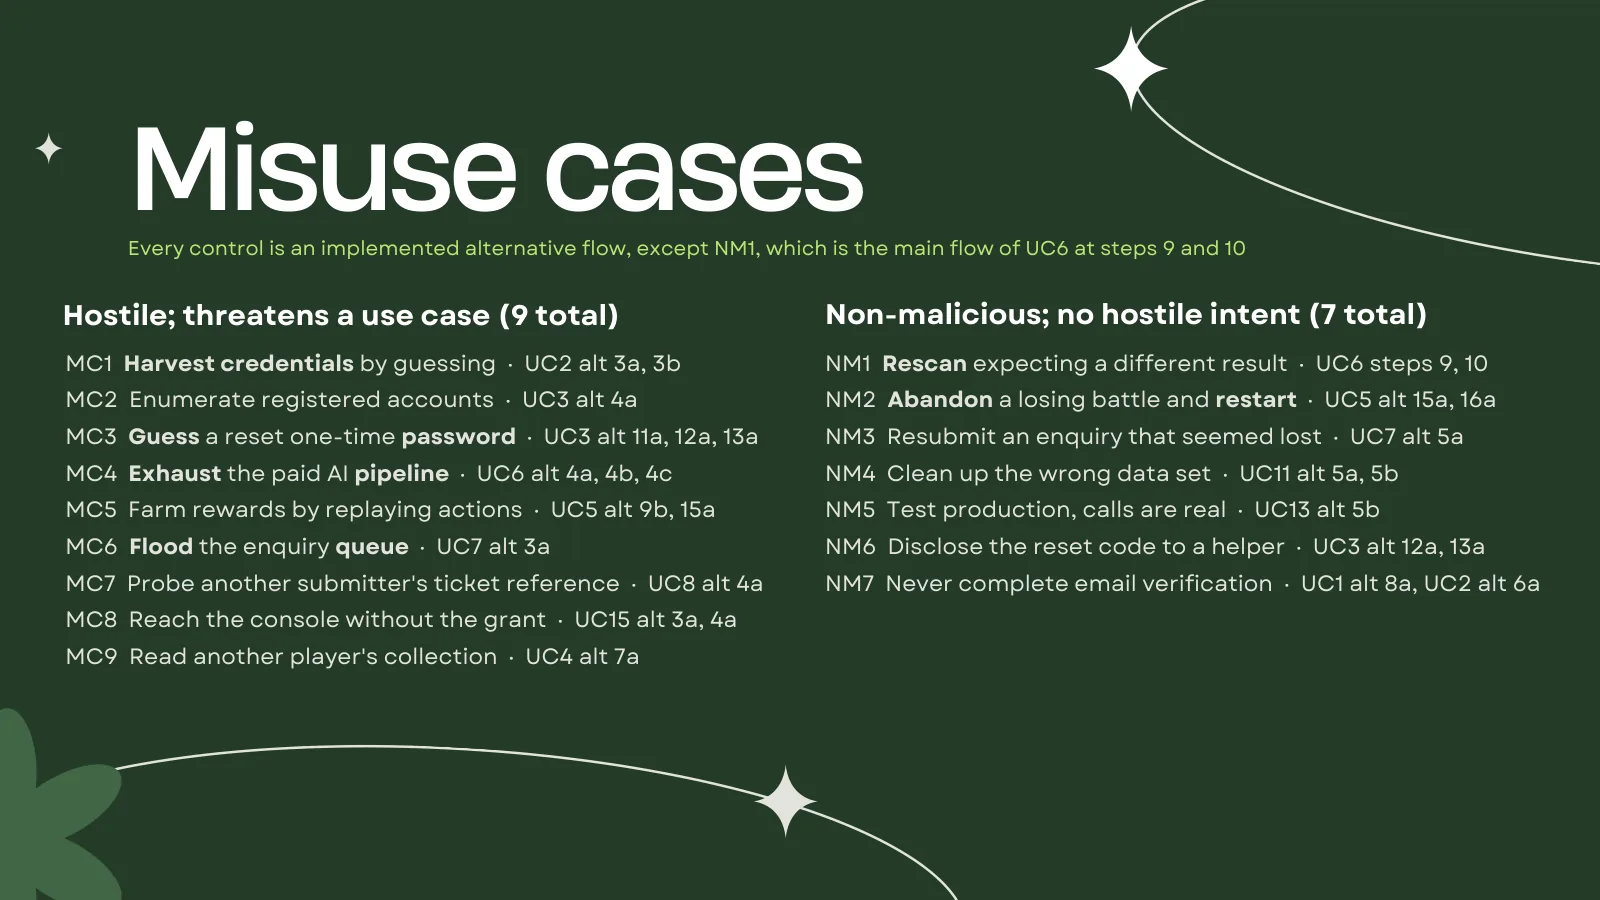 Misuse cases
Every control is an implemented alternative flow, except NM1, which is the main flow of UC6 at steps 9 and 10
Hostile; threatens a use case (9 total)
MC1 Harvest credentials by guessing · UC2 alt 3a, 3b
MC2 Enumerate registered accounts · UC3 alt 4a
MC3 Guess a reset one-time password · UC3 alt 11a, 12a, 13a
MC4 Exhaust the paid AI pipeline · UC6 alt 4a, 4b, 4c
MC5 Farm rewards by replaying actions · UC5 alt 9b, 15a
MC6 Flood the enquiry queue · UC7 alt 3a
MC7 Probe another submitter's ticket reference · UC8 alt 4a
MC8 Reach the console without the grant · UC15 alt 3a, 4a
MC9 Read another player's collection · UC4 alt 7a
Non-malicious; no hostile intent (7 total)
NM1 Rescan expecting a different result · UC6 steps 9, 10
NM2 Abandon a losing battle and restart · UC5 alt 15a, 16a
NM3 Resubmit an enquiry that seemed lost · UC7 alt 5a
NM4 Clean up the wrong data set · UC11 alt 5a, 5b
NM5 Test production, calls are real · UC13 alt 5b
NM6 Disclose the reset code to a helper · UC3 alt 12a, 13a
NM7 Never complete email verification · UC1 alt 8a, UC2 alt 6a